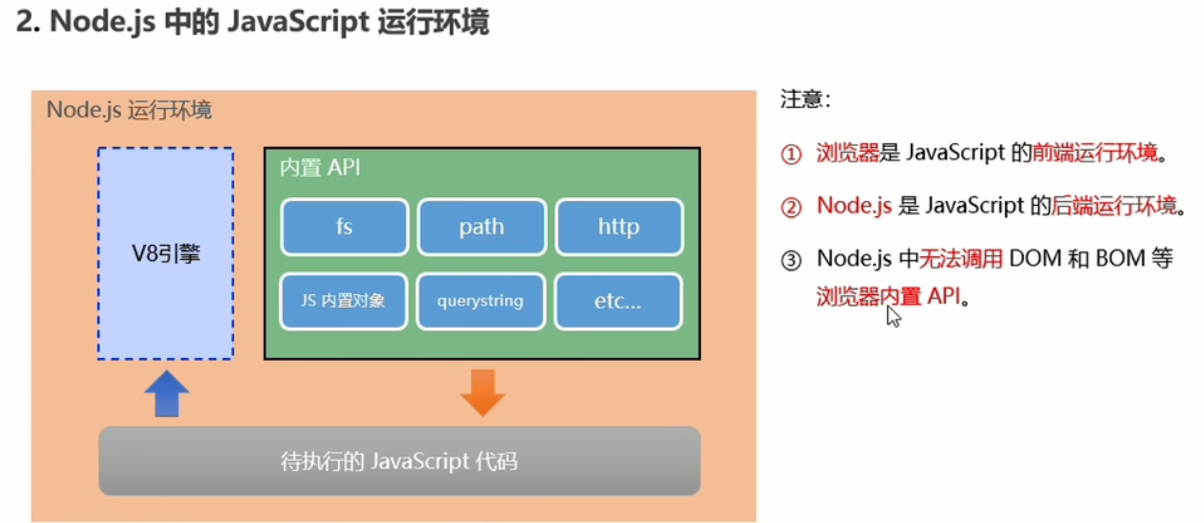 2. Node.js 中的 JavaScript 运行环境
Node.js 运行环境
V8引擎
内置 API
fs
path
http
JS 内置对象
querystring
etc...
待执行的 JavaScript 代码
注意：
① 浏览器是 JavaScript 的前端运行环境。
② Node.js 是 JavaScript 的后端运行环境。
③ Node.js 中无法调用 DOM 和 BOM 等
浏览器内置 API。